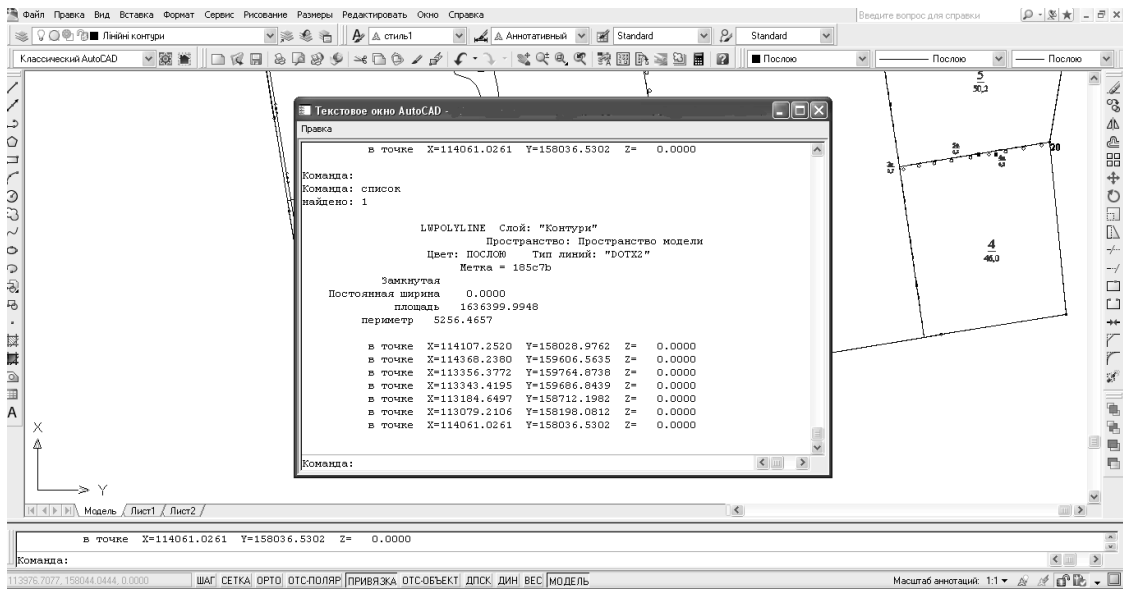 Файл Правка Вид Вставка Формат Сервис Рисование Размеры Редактировать Окно Справка
Введите вопрос для справки
Лінійні контури
стиль1
Аннотативный
Standard
Standard
Классический AutoCAD
Послою
Послою
Послою
Текстовое окно AutoCAD -
Правка
в точке X=114061.0261 Y=158036.5302 Z= 0.0000
Команда:
Команда: список
найдено: 1
LWPOLYLINE Слой: "Контури"
Пространство: Пространство модели
Цвет: ПОСЛОЮ Тип линий: "DOTX2"
Метка = 185c7b
Замкнутая
Постоянная ширина 0.0000
площадь 1636399.9948
периметр 5256.4657
в точке X=114107.2520 Y=158028.9762 Z= 0.0000
в точке X=114368.2380 Y=159606.5635 Z= 0.0000
в точке X=113356.3772 Y=159764.8738 Z= 0.0000
в точке X=113343.4195 Y=159686.8439 Z= 0.0000
в точке X=113184.6497 Y=158712.1982 Z= 0.0000
в точке X=113079.2106 Y=158198.0812 Z= 0.0000
в точке X=114061.0261 Y=158036.5302 Z= 0.0000
Команда:
5
50,2
20
4
46,0
X
Y
Модель Лист1 Лист2
в точке X=114061.0261 Y=158036.5302 Z= 0.0000
Команда:
113976.7077, 158044.0444, 0.0000
ШАГ СЕТКА ОРТО ОТС-ПОЛЯР ПРИВЯЗКА ОТС-ОБЪЕКТ ДПСК ДИН ВЕС МОДЕЛЬ
Масштаб аннотаций: 1:1